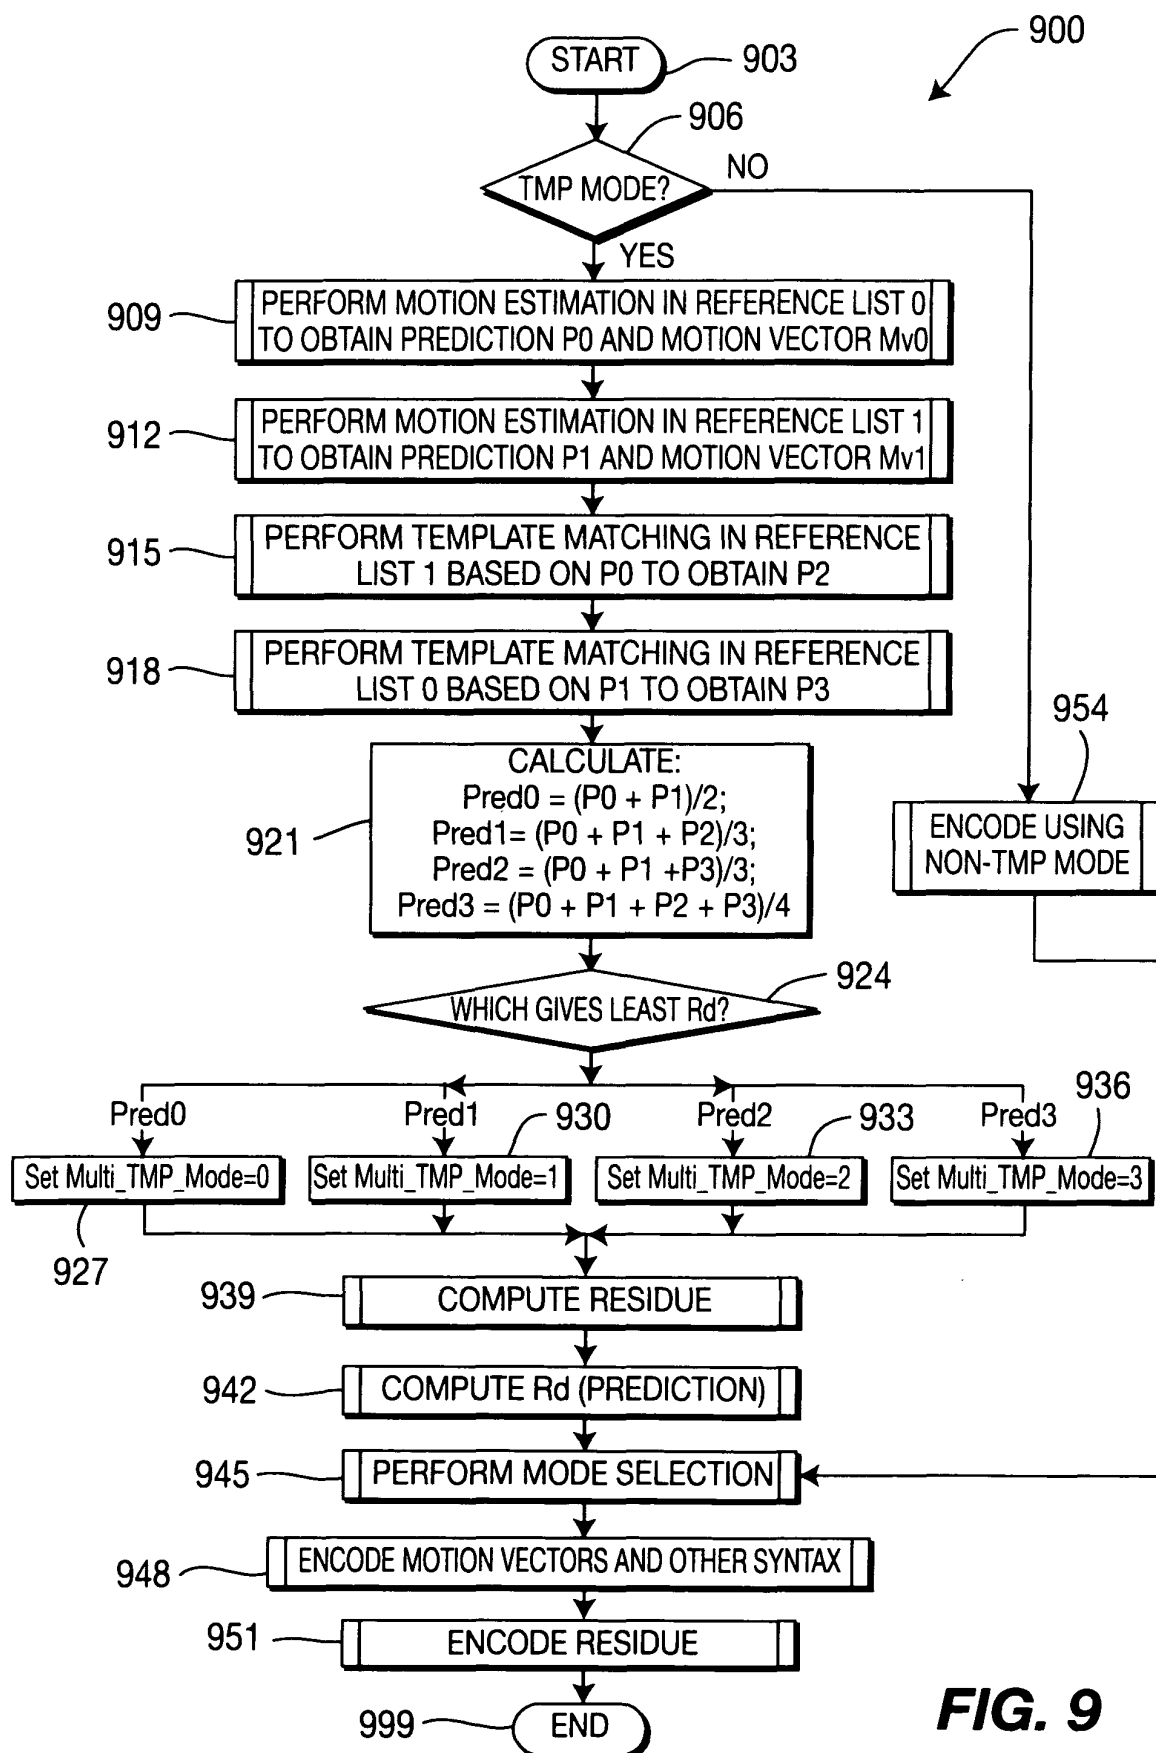 900
START
903
906
TMP MODE?
NO
YES
909
PERFORM MOTION ESTIMATION IN REFERENCE LIST 0
TO OBTAIN PREDICTION P0 AND MOTION VECTOR Mv0
912
PERFORM MOTION ESTIMATION IN REFERENCE LIST 1
TO OBTAIN PREDICTION P1 AND MOTION VECTOR Mv1
915
PERFORM TEMPLATE MATCHING IN REFERENCE
LIST 1 BASED ON P0 TO OBTAIN P2
918
PERFORM TEMPLATE MATCHING IN REFERENCE
LIST 0 BASED ON P1 TO OBTAIN P3
921
CALCULATE:
Pred0 = (P0 + P1)/2;
Pred1= (P0 + P1 + P2)/3;
Pred2 = (P0 + P1 +P3)/3;
Pred3 = (P0 + P1 + P2 + P3)/4
954
ENCODE USING
NON-TMP MODE
924
WHICH GIVES LEAST Rd?
Pred0
Pred1
930
Pred2
933
Pred3
936
Set Multi_TMP_Mode=0
Set Multi_TMP_Mode=1
Set Multi_TMP_Mode=2
Set Multi_TMP_Mode=3
927
939
COMPUTE RESIDUE
942
COMPUTE Rd (PREDICTION)
945
PERFORM MODE SELECTION
948
ENCODE MOTION VECTORS AND OTHER SYNTAX
951
ENCODE RESIDUE
999
END
FIG. 9